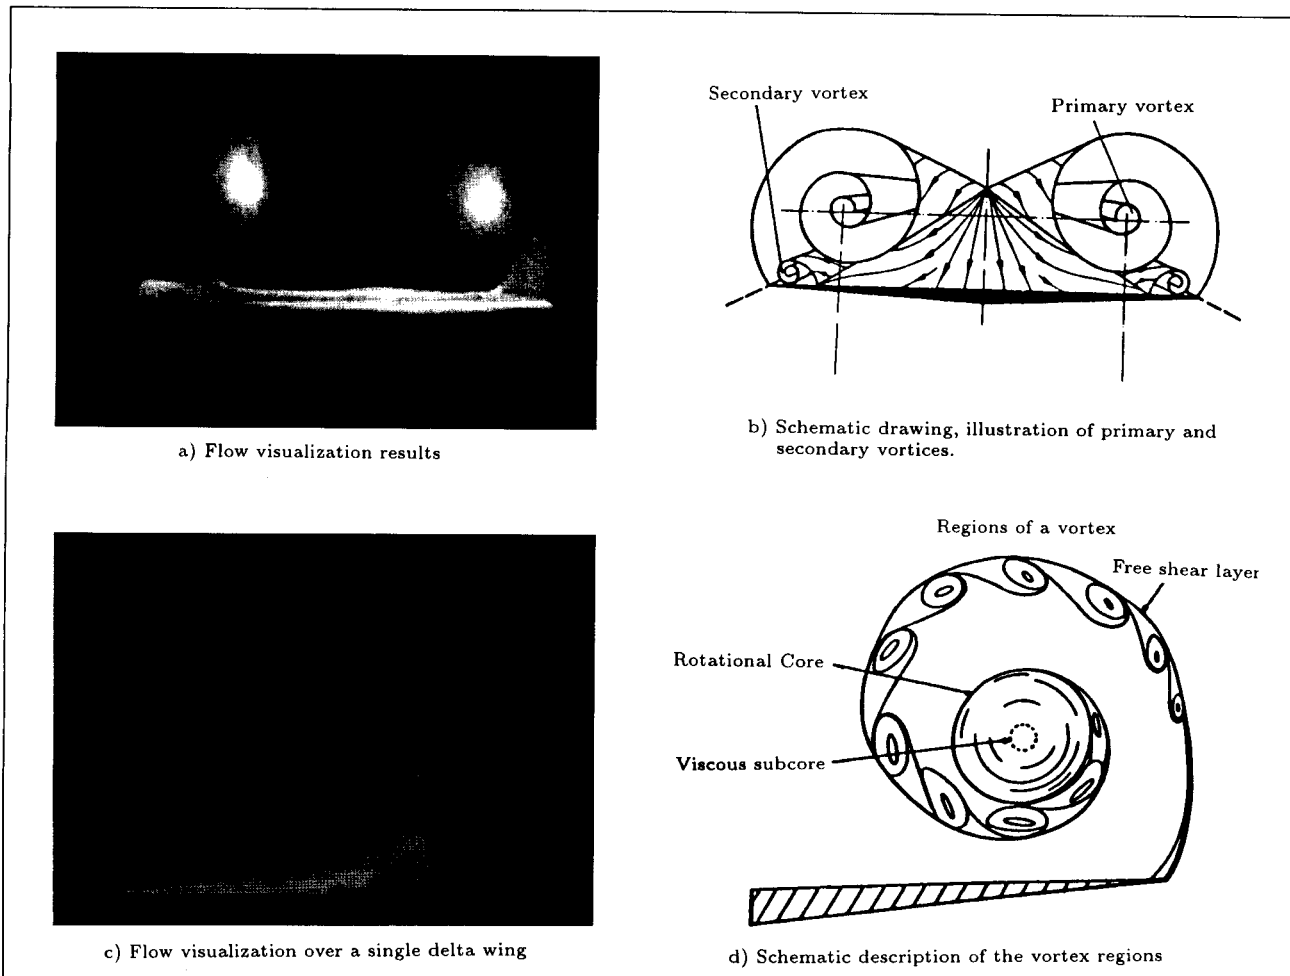 Secondary vortex
Primary vortex
a) Flow visualization results
b) Schematic drawing, illustration of primary and
secondary vortices.
Regions of a vortex
Free shear layer
Rotational Core
Viscous subcore
c) Flow visualization over a single delta wing
d) Schematic description of the vortex regions